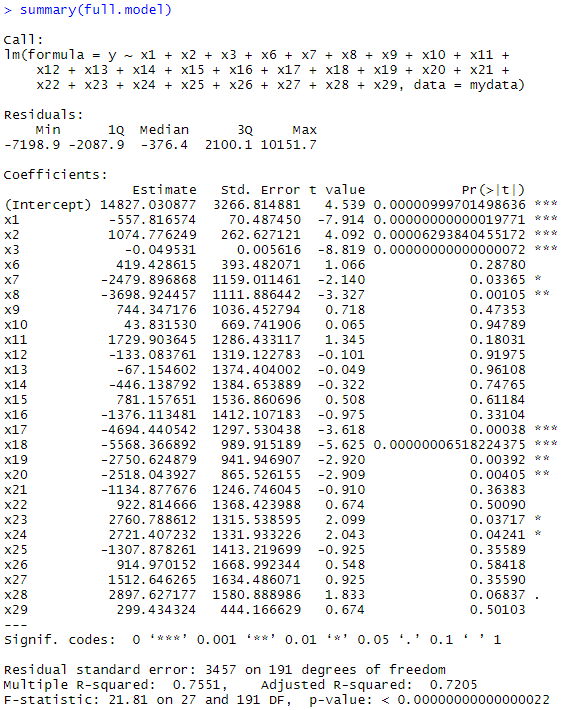 > summary(full.model)
Call:
lm(formula = y ~ x1 + x2 + x3 + x6 + x7 + x8 + x9 + x10 + x11 +
x12 + x13 + x14 + x15 + x16 + x17 + x18 + x19 + x20 + x21 +
x22 + x23 + x24 + x25 + x26 + x27 + x28 + x29, data = mydata)
Residuals:
Min 1Q Median 3Q Max
-7198.9 -2087.9 -376.4 2100.1 10151.7
Coefficients:
Estimate Std. Error t value Pr(>|t|)
(Intercept) 14827.030877 3266.814881 4.539 0.00000999701498636 ***
x1 -557.816574 70.487450 -7.914 0.00000000000019771 ***
x2 1074.776249 262.627121 4.092 0.00006293840455172 ***
x3 -0.049531 0.005616 -8.819 0.00000000000000072 ***
x6 419.428615 393.482071 1.066 0.28780
x7 -2479.896868 1159.011461 -2.140 0.03365 *
x8 -3698.924457 1111.886442 -3.327 0.00105 **
x9 744.347176 1036.452794 0.718 0.47353
x10 43.831530 669.741906 0.065 0.94789
x11 1729.903645 1286.433117 1.345 0.18031
x12 -133.083761 1319.122783 -0.101 0.91975
x13 -67.154602 1374.404002 -0.049 0.96108
x14 -446.138792 1384.653889 -0.322 0.74765
x15 781.157651 1536.860696 0.508 0.61184
x16 -1376.113481 1412.107183 -0.975 0.33104
x17 -4694.440542 1297.530438 -3.618 0.00038 ***
x18 -5568.366892 989.915189 -5.625 0.00000006518224375 ***
x19 -2750.624879 941.946907 -2.920 0.00392 **
x20 -2518.043927 865.526155 -2.909 0.00405 **
x21 -1134.877676 1246.746045 -0.910 0.36383
x22 922.814666 1368.423988 0.674 0.50090
x23 2760.788612 1315.538595 2.099 0.03717 *
x24 2721.407232 1331.933226 2.043 0.04241 *
x25 -1307.878261 1413.219699 -0.925 0.35589
x26 914.970152 1668.992344 0.548 0.58418
x27 1512.646265 1634.486071 0.925 0.35590
x28 2897.627177 1580.888986 1.833 0.06837 .
x29 299.434324 444.166629 0.674 0.50103
---
Signif. codes: 0 ‘***’ 0.001 ‘**’ 0.01 ‘*’ 0.05 ‘.’ 0.1 ‘ ’ 1
Residual standard error: 3457 on 191 degrees of freedom
Multiple R-squared: 0.7551, Adjusted R-squared: 0.7205
F-statistic: 21.81 on 27 and 191 DF, p-value: < 0.00000000000000022